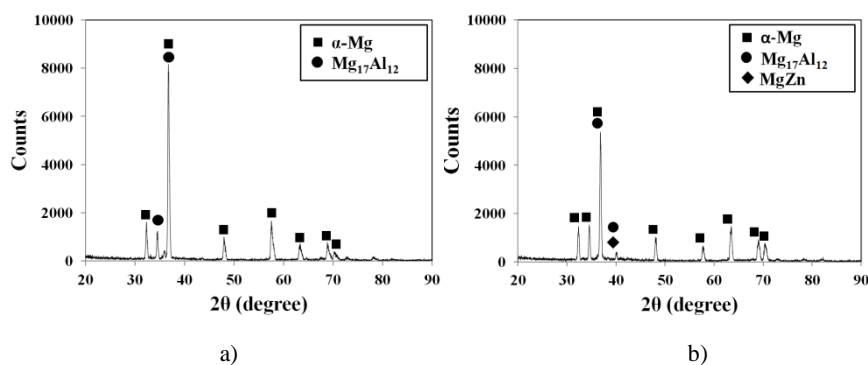 10000
8000
6000
4000
2000
0
Counts
20 30 40 50 60 70 80 90
2θ (degree)
■ α-Mg
● Mg₁₇Al₁₂
a)
10000
8000
6000
4000
2000
0
Counts
20 30 40 50 60 70 80 90
2θ (degree)
■ α-Mg
● Mg₁₇Al₁₂
◆ MgZn
b)